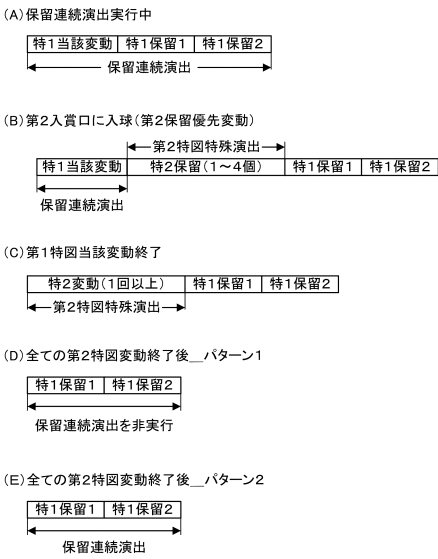 (A)保留連続演出実行中
特1当該変動 特1保留1 特1保留2
保留連続演出
(B)第2入賞口に入球(第2保留優先変動)
第2特図特殊演出
特1当該変動 特2保留(1～4個) 特1保留1 特1保留2
保留連続演出
(C)第1特図当該変動終了
特2変動(1回以上) 特1保留1 特1保留2
第2特図特殊演出
(D)全ての第2特図変動終了後__パターン1
特1保留1 特1保留2
保留連続演出を非実行
(E)全ての第2特図変動終了後__パターン2
特1保留1 特1保留2
保留連続演出